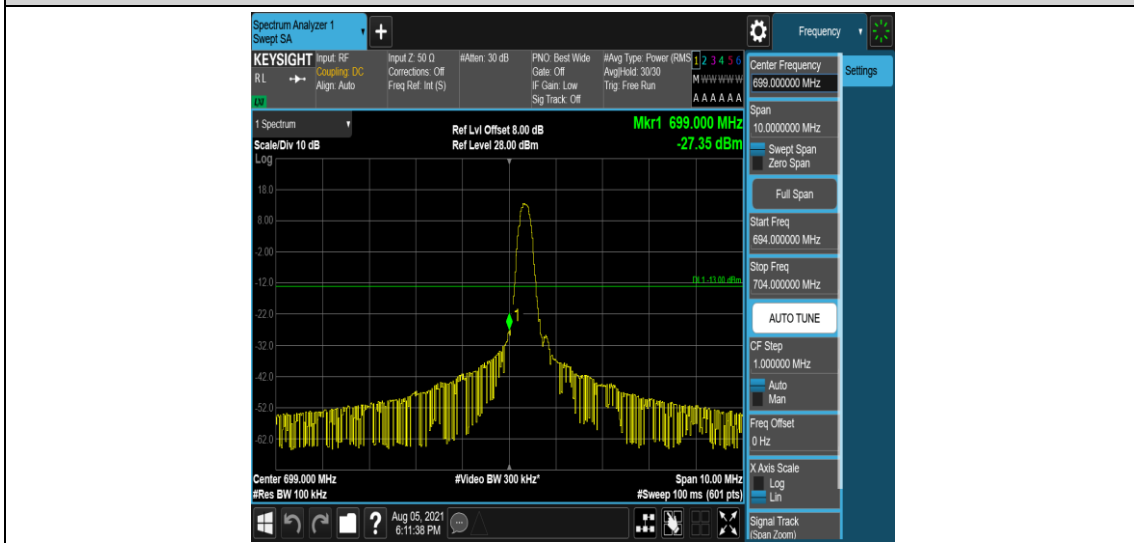 Spectrum Analyzer 1
Swept SA
+
Frequency
KEYSIGHT
RL
LXI
Input: RF
Coupling: DC
Align: Auto
Input Z: 50 Ω
Corrections: Off
Freq Ref: Int (S)
#Atten: 30 dB
PNO: Best Wide
Gate: Off
IF Gain: Low
Sig Track: Off
#Avg Type: Power (RMS
Avg|Hold: 30/30
Trig: Free Run
1 2 3 4 5 6
M W W W W W
A A A A A A
1 Spectrum
Scale/Div 10 dB
Log
Ref Lvl Offset 8.00 dB
Ref Level 28.00 dBm
Mkr1 699.000 MHz
-27.35 dBm
18.0
8.00
-2.00
-12.0
DL1 -13.00 dBm
-22.0
1
-32.0
-42.0
-52.0
-62.0
Center 699.000 MHz
#Video BW 300 kHz*
Span 10.00 MHz
#Res BW 100 kHz
#Sweep 100 ms (601 pts)
?
Aug 05, 2021
6:11:38 PM
Center Frequency
699.000000 MHz
Settings
Span
10.0000000 MHz
Swept Span
Zero Span
Full Span
Start Freq
694.000000 MHz
Stop Freq
704.000000 MHz
AUTO TUNE
CF Step
1.000000 MHz
Auto
Man
Freq Offset
0 Hz
X Axis Scale
Log
Lin
Signal Track
(Span Zoom)